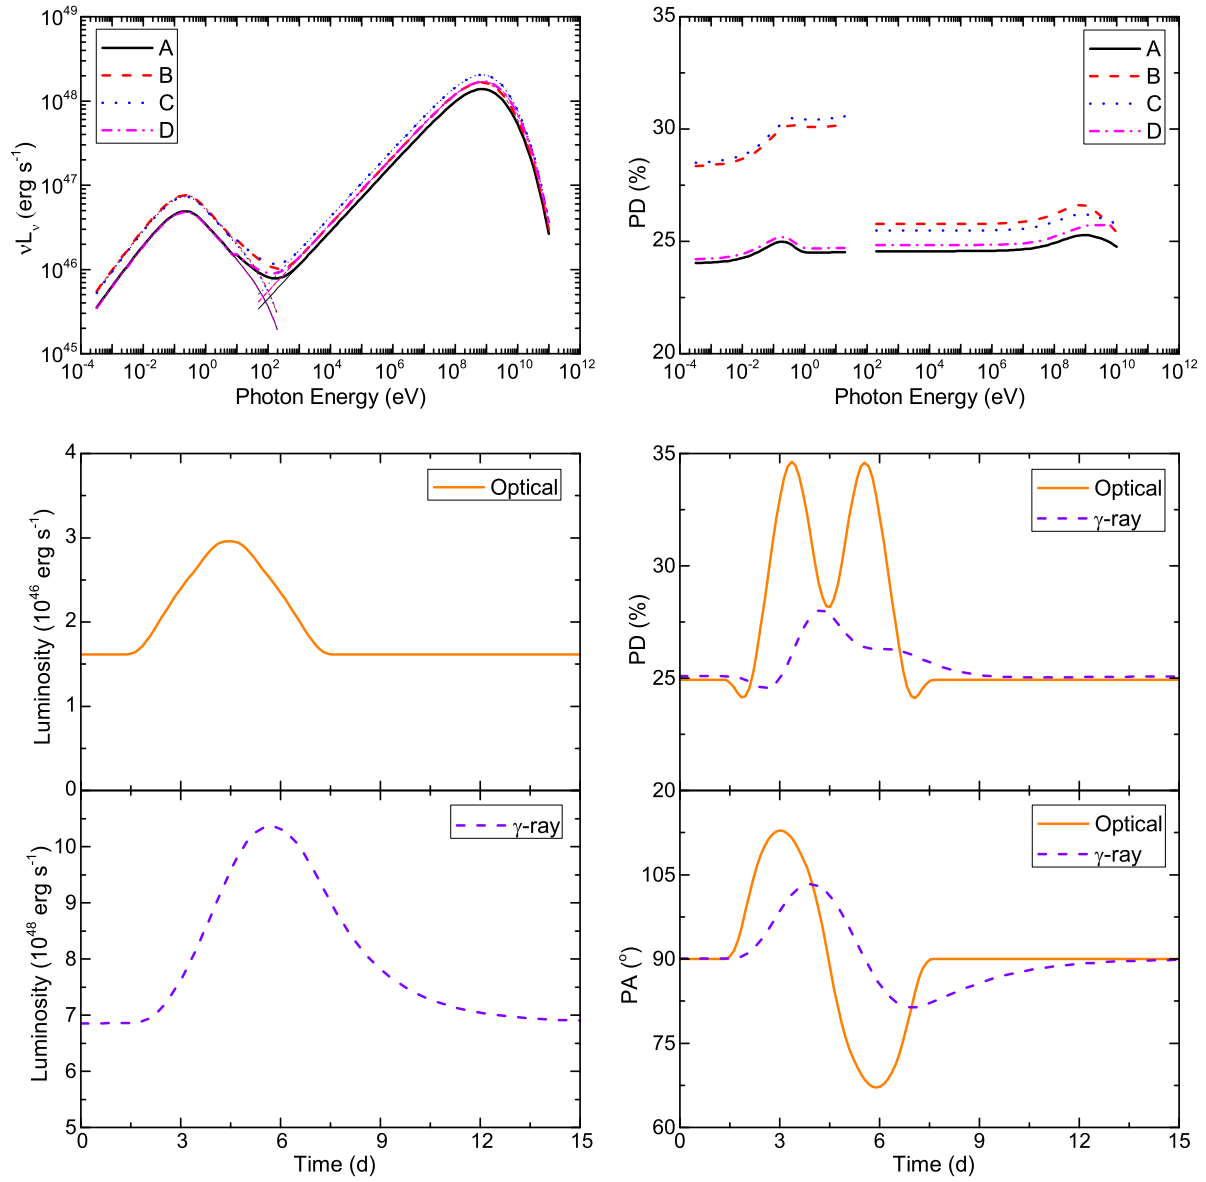 10^49
10^48
10^47
10^46
10^45
νL_ν (erg s^-1)
A
B
C
D
10^-4 10^-2 10^0 10^2 10^4 10^6 10^8 10^10 10^12
Photon Energy (eV)
35
30
25
20
PD (%)
A
B
C
D
10^-4 10^-2 10^0 10^2 10^4 10^6 10^8 10^10 10^12
Photon Energy (eV)
4
3
2
1
0
Luminosity (10^46 erg s^-1)
Optical
35
30
25
20
PD (%)
Optical
γ-ray
10
9
8
7
6
5
Luminosity (10^48 erg s^-1)
γ-ray
0 3 6 9 12 15
Time (d)
105
90
75
60
PA (°)
Optical
γ-ray
0 3 6 9 12 15
Time (d)